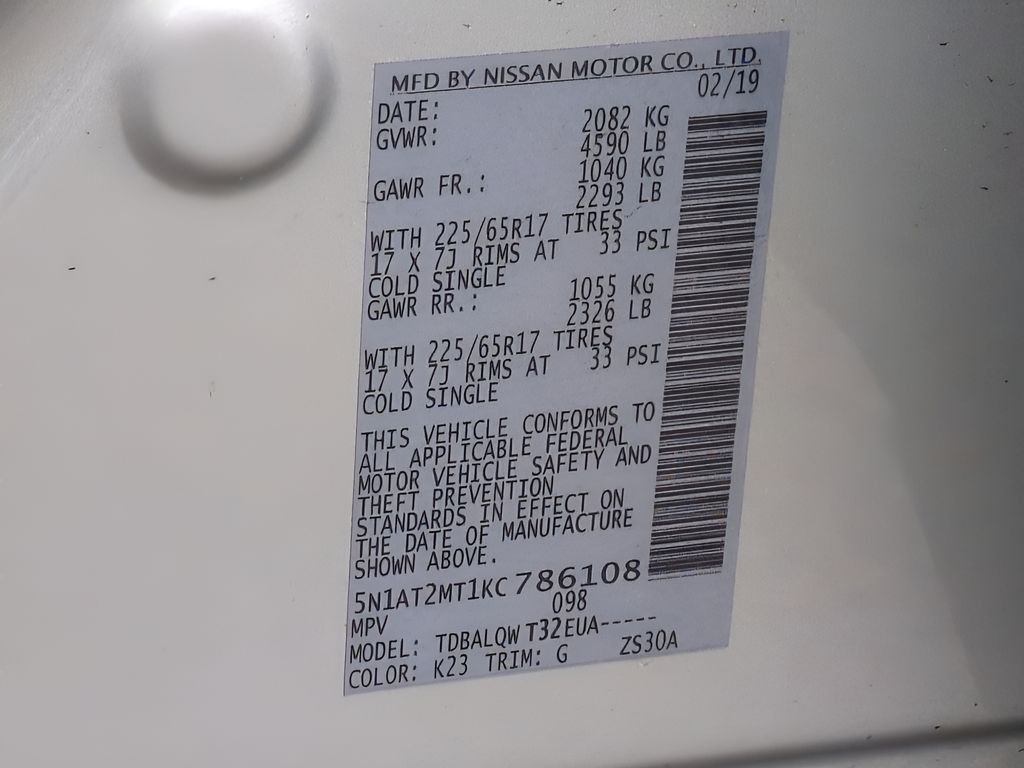 MFD BY NISSAN MOTOR CO., LTD.
DATE: 02/19
GVWR: 2082 KG
4590 LB
GAWR FR.: 1040 KG
2293 LB
WITH 225/65R17 TIRES
17 X 7J RIMS AT 33 PSI
COLD SINGLE
GAWR RR.: 1055 KG
2326 LB
WITH 225/65R17 TIRES
17 X 7J RIMS AT 33 PSI
COLD SINGLE
THIS VEHICLE CONFORMS TO
ALL APPLICABLE FEDERAL
MOTOR VEHICLE SAFETY AND
THEFT PREVENTION
STANDARDS IN EFFECT ON
THE DATE OF MANUFACTURE
SHOWN ABOVE.
5N1AT2MT1KC786108
MPV 098
MODEL: TDBALQWT32EUA-----
COLOR: K23 TRIM: G ZS30A